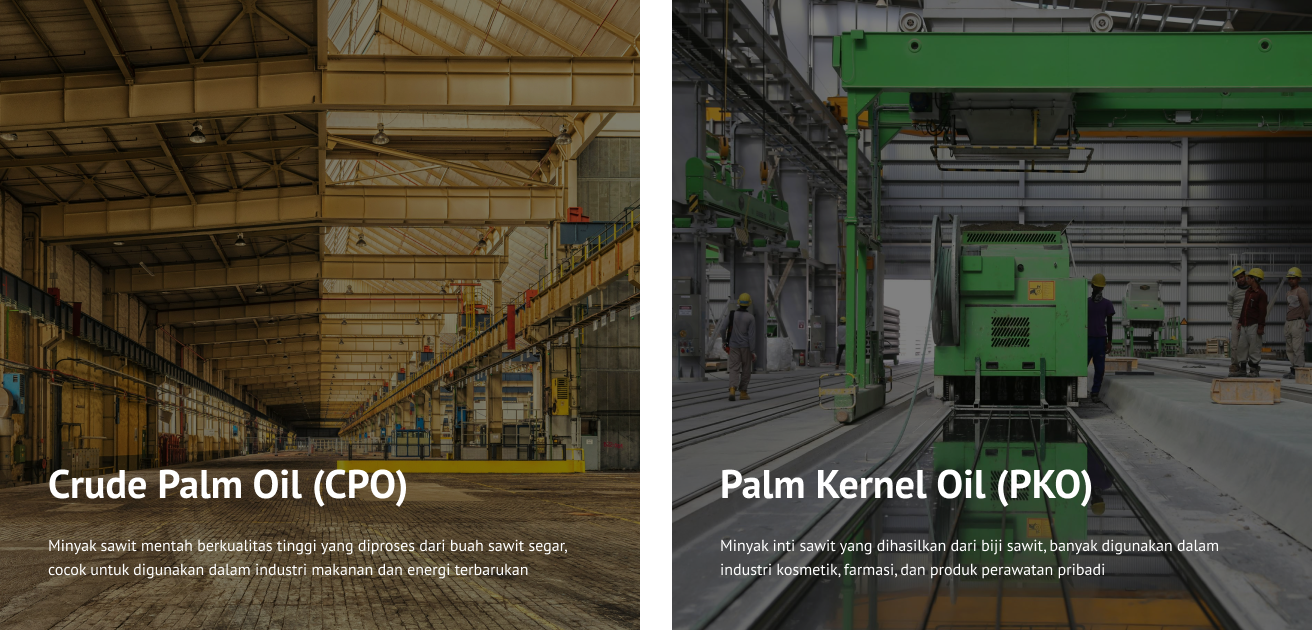 Crude Palm Oil (CPO)
Minyak sawit mentah berkualitas tinggi yang diproses dari buah sawit segar,
cocok untuk digunakan dalam industri makanan dan energi terbarukan
Palm Kernel Oil (PKO)
Minyak inti sawit yang dihasilkan dari biji sawit, banyak digunakan dalam
industri kosmetik, farmasi, dan produk perawatan pribadi